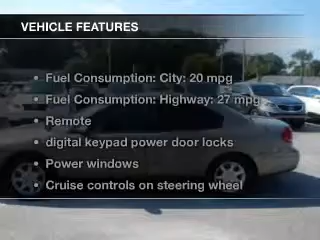 VEHICLE FEATURES
• Fuel Consumption: City: 20 mpg
• Fuel Consumption: Highway: 27 mpg
• Remote
• digital keypad power door locks
• Power windows
• Cruise controls on steering wheel